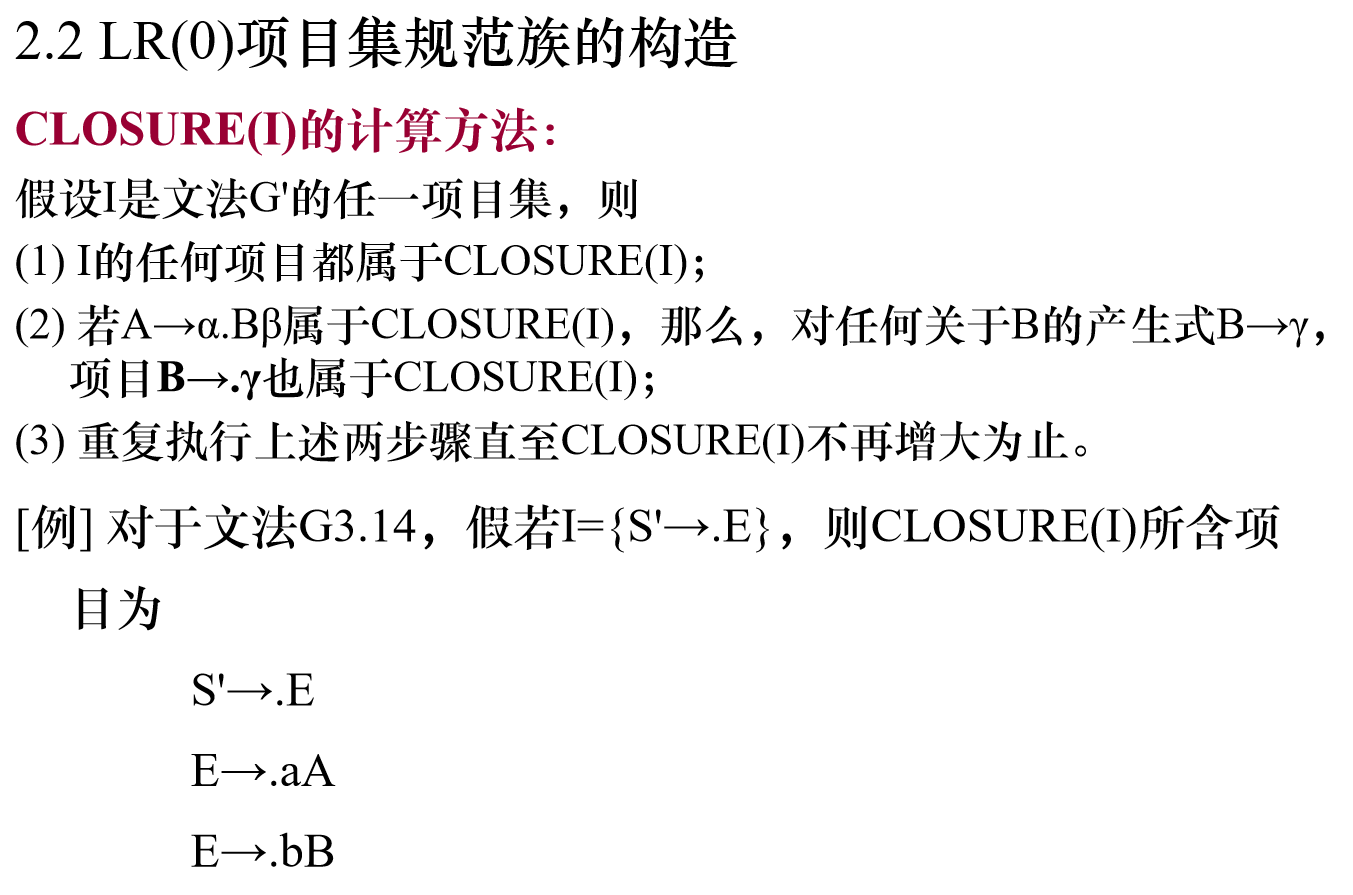 2.2 LR(0)项目集规范族的构造
CLOSURE(I)的计算方法：
假设I是文法G'的任一项目集，则
(1) I的任何项目都属于CLOSURE(I)；
(2) 若A→α.Bβ属于CLOSURE(I)，那么，对任何关于B的产生式B→γ，
项目B→.γ也属于CLOSURE(I)；
(3) 重复执行上述两步骤直至CLOSURE(I)不再增大为止。
[例] 对于文法G3.14，假若I={S'→.E}，则CLOSURE(I)所含项
目为
S'→.E
E→.aA
E→.bB